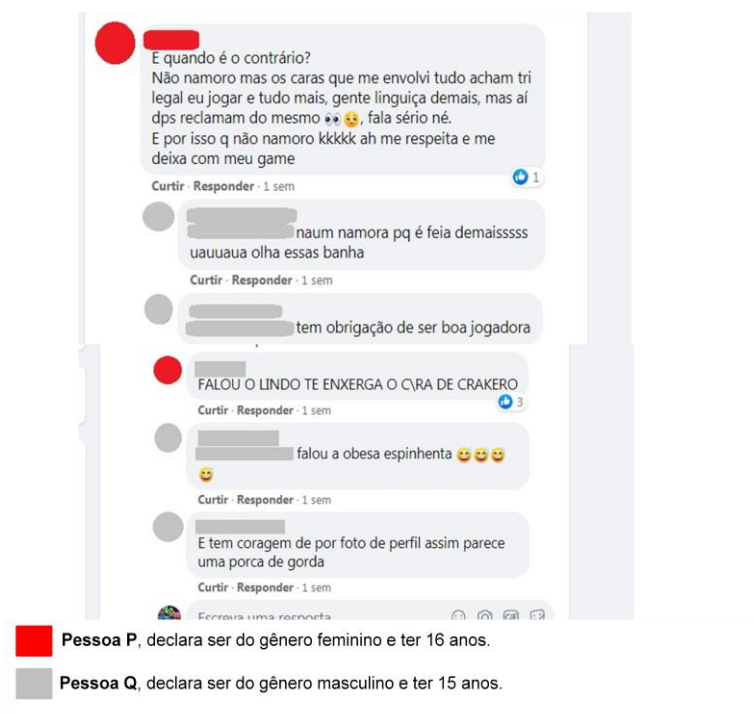 E quando é o contrário?
Não namoro mas os caras que me envolvi tudo acham tri
legal eu jogar e tudo mais, gente linguiça demais, mas aí
dps reclamam do mesmo 👀😢, fala sério né.
E por isso q não namoro kkkkk ah me respeita e me
deixa com meu game
Curtir · Responder · 1 sem
1
naum namora pq é feia demaisssss
uauuaua olha essas banha
Curtir · Responder · 1 sem
tem obrigação de ser boa jogadora
FALOU O LINDO TE ENXERGA O C\RA DE CRAKERO
Curtir · Responder · 1 sem
3
falou a obesa espinhenta 😅😅😅
😅
Curtir · Responder · 1 sem
E tem coragem de por foto de perfil assim parece
uma porca de gorda
Curtir · Responder · 1 sem
Escreva uma resposta
GIF
Pessoa P, declara ser do gênero feminino e ter 16 anos.
Pessoa Q, declara ser do gênero masculino e ter 15 anos.